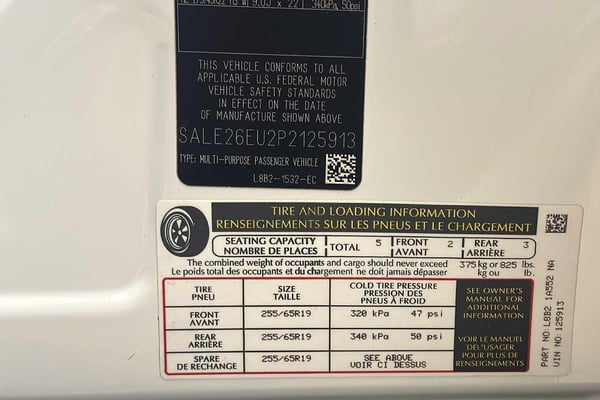 9.0J x 22 340kPa, 50psi
THIS VEHICLE CONFORMS TO ALL
APPLICABLE U.S. FEDERAL MOTOR
VEHICLE SAFETY STANDARDS
IN EFFECT ON THE DATE
OF MANUFACTURE SHOWN ABOVE
SALE26EU2P2125913
TYPE: MULTI-PURPOSE PASSENGER VEHICLE
L8B2-1532-EC
TIRE AND LOADING INFORMATION
RENSEIGNEMENTS SUR LES PNEUS ET LE CHARGEMENT
SEATING CAPACITY
NOMBRE DE PLACES
TOTAL 5
FRONT
AVANT
2
REAR
ARRIÈRE
3
The combined weight of occupants and cargo should never exceed 375 kg or 825 lbs.
Le poids total des occupants et du chargement ne doit jamais dépasser kg ou lb.
TIRE
PNEU
SIZE
TAILLE
COLD TIRE PRESSURE
PRESSION DES
PNEUS À FROID
FRONT
AVANT
255/65R19
320 kPa 47 psi
REAR
ARRIÈRE
255/65R19
340 kPa 50 psi
SPARE
DE RECHANGE
255/65R19
SEE ABOVE
VOIR CI DESSUS
SEE OWNER'S
MANUAL FOR
ADDITIONAL
INFORMATION
VOIR LE MANUEL
DE L'USAGER
POUR PLUS DE
RENSEIGNEMENTS
PART NO: L8B2 1A552 NA
VIN NO: 125913